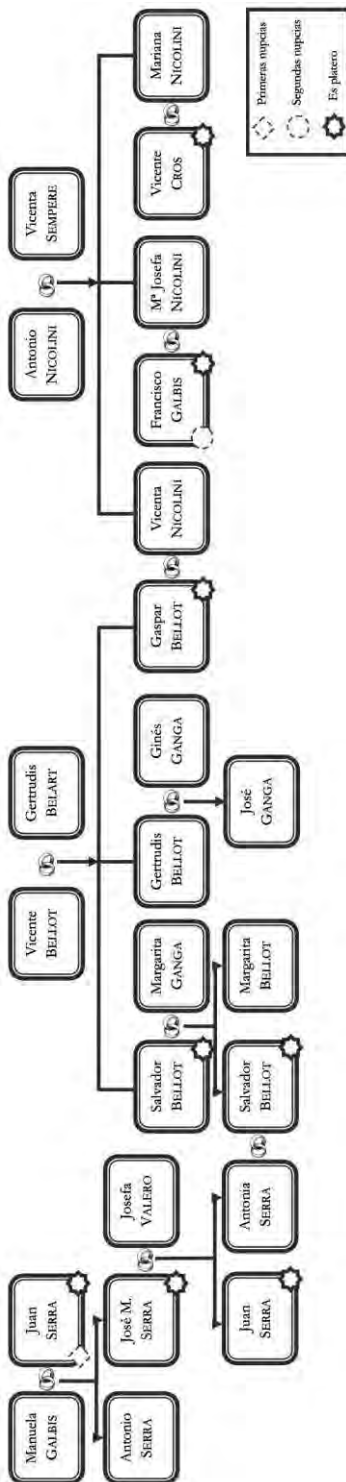 Manuela
GALBIS
Juan
SERRA
Vicente
BELLOT
Gertrudis
BELART
Antonio
NICOLINI
Vicenta
SEMPERE
Antonio
SERRA
José M.
SERRA
Josefa
VALERO
Salvador
BELLOT
Margarita
GANGA
Gertrudis
BELLOT
Ginés
GANGA
Gaspar
BELLOT
Vicenta
NICOLINI
Francisco
GALBIS
Mª Josefa
NICOLINI
Vicente
CROS
Mariana
NICOLINI
Juan
SERRA
Antonia
SERRA
Salvador
BELLOT
Margarita
BELLOT
José
GANGA
Primeras nupcias
Segundas nupcias
Es platero